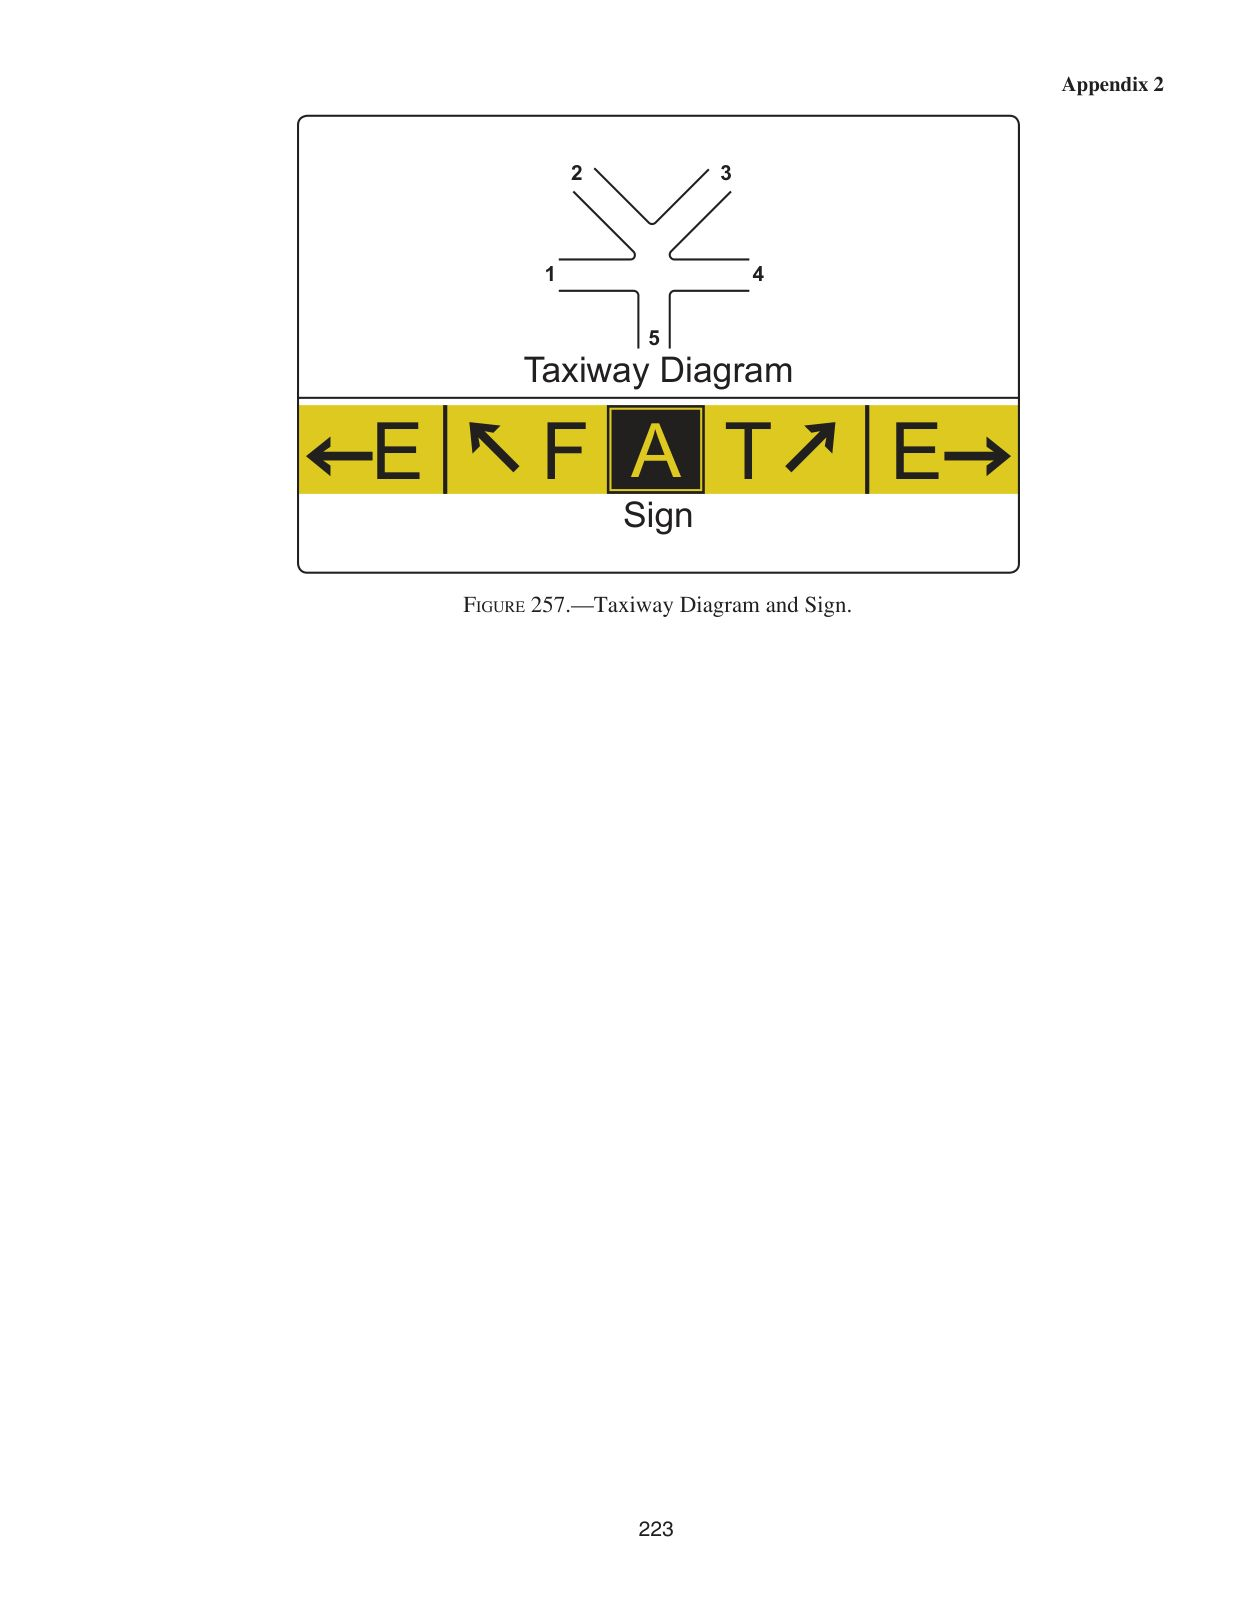 Appendix 2
2 3
1 4
5
Taxiway Diagram
←E ↖ F A T↗ E→
Sign
FIGURE 257.—Taxiway Diagram and Sign.
223